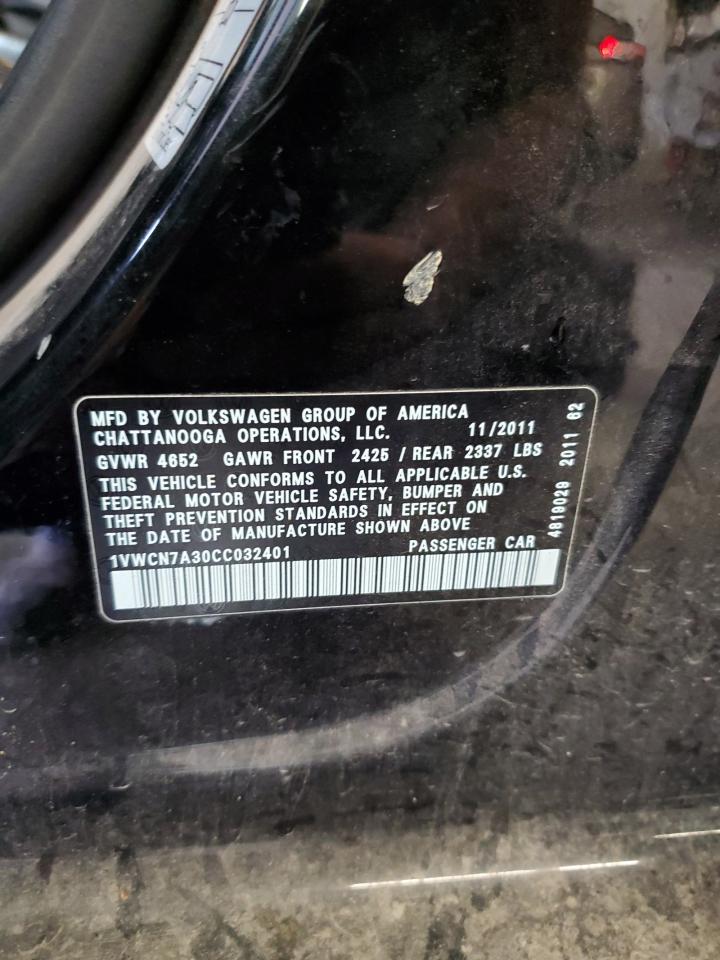 MFD BY VOLKSWAGEN GROUP OF AMERICA
CHATTANOOGA OPERATIONS, LLC. 11/2011
GVWR 4652 GAWR FRONT 2425 / REAR 2337 LBS
THIS VEHICLE CONFORMS TO ALL APPLICABLE U.S.
FEDERAL MOTOR VEHICLE SAFETY, BUMPER AND
THEFT PREVENTION STANDARDS IN EFFECT ON
THE DATE OF MANUFACTURE SHOWN ABOVE
1VWCN7A30CC032401 PASSENGER CAR
4819029 2011 62